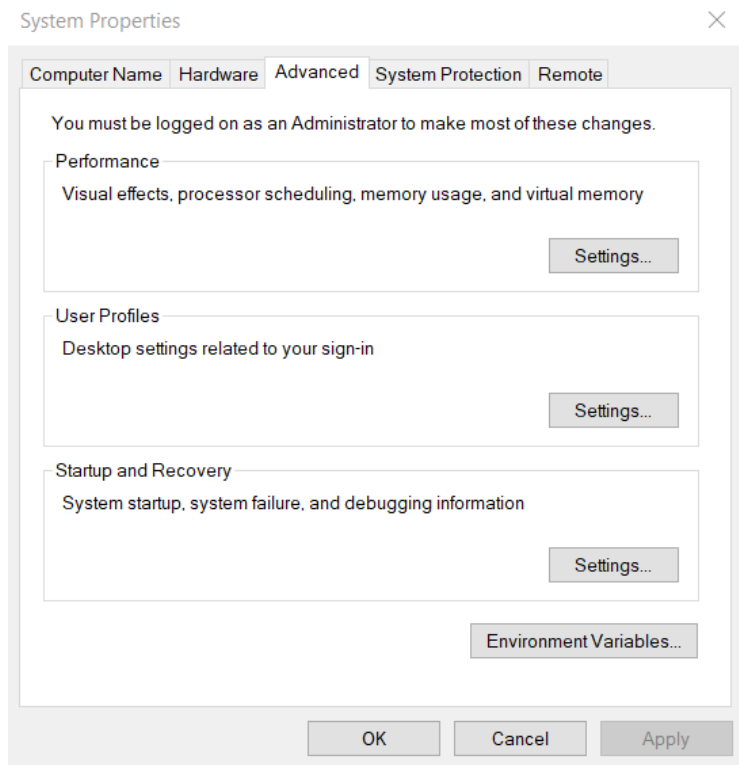 System Properties
Computer Name Hardware Advanced System Protection Remote
You must be logged on as an Administrator to make most of these changes.
Performance
Visual effects, processor scheduling, memory usage, and virtual memory
Settings...
User Profiles
Desktop settings related to your sign-in
Settings...
Startup and Recovery
System startup, system failure, and debugging information
Settings...
Environment Variables...
OK Cancel Apply